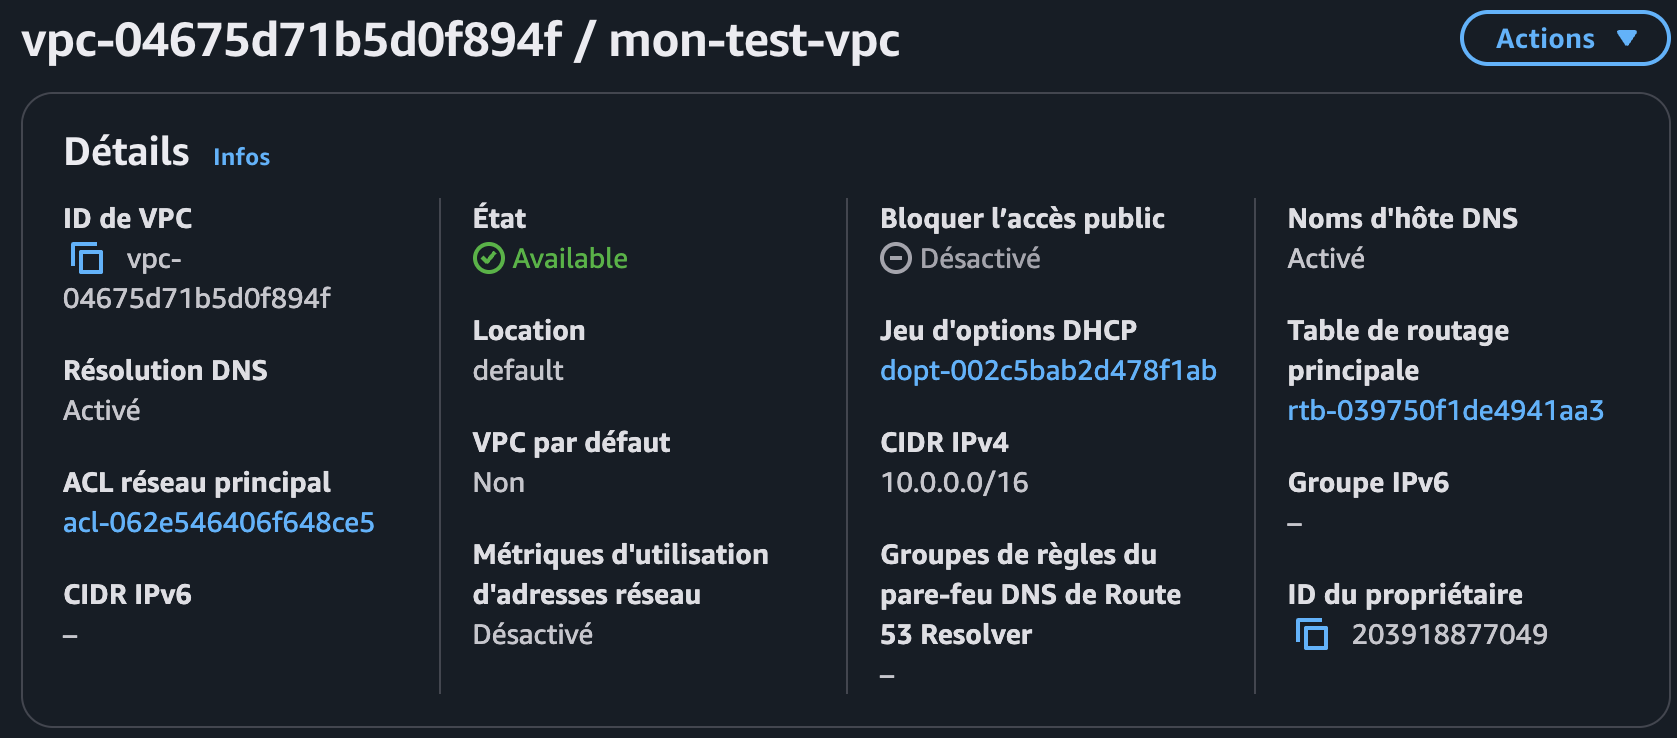 vpc-04675d71b5d0f894f / mon-test-vpc
Actions
Détails Infos
ID de VPC
vpc-
04675d71b5d0f894f
Résolution DNS
Activé
ACL réseau principal
acl-062e546406f648ce5
CIDR IPv6
–
État
Available
Location
default
VPC par défaut
Non
Métriques d'utilisation
d'adresses réseau
Désactivé
Bloquer l’accès public
Désactivé
Jeu d'options DHCP
dopt-002c5bab2d478f1ab
CIDR IPv4
10.0.0.0/16
Groupes de règles du
pare-feu DNS de Route
53 Resolver
–
Noms d'hôte DNS
Activé
Table de routage
principale
rtb-039750f1de4941aa3
Groupe IPv6
–
ID du propriétaire
203918877049